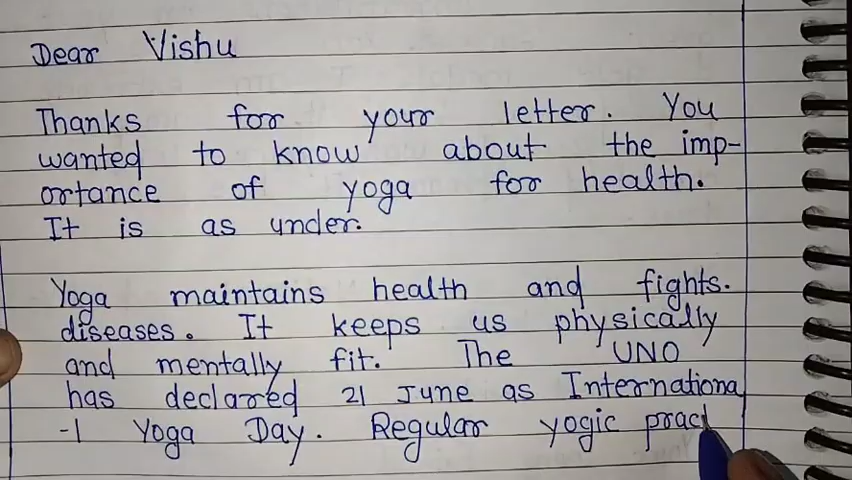 Dear Vishu
Thanks for your letter. You
wanted to know about the imp-
ortance of yoga for health.
It is as under.
Yoga maintains health and fights.
diseases. It keeps us physically
and mentally fit. The UNO
has declared 21 June as Internationa
-l Yoga Day. Regular yogic pract